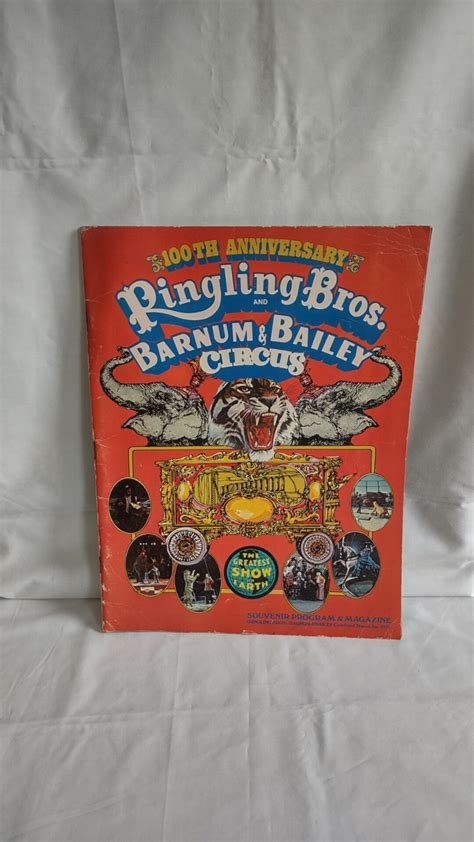 100TH ANNIVERSARY
Ringling Bros.
AND
BARNUM & BAILEY
CIRCUS
THE
GREATEST
SHOW
ON
EARTH
SOUVENIR PROGRAM & MAGAZINE